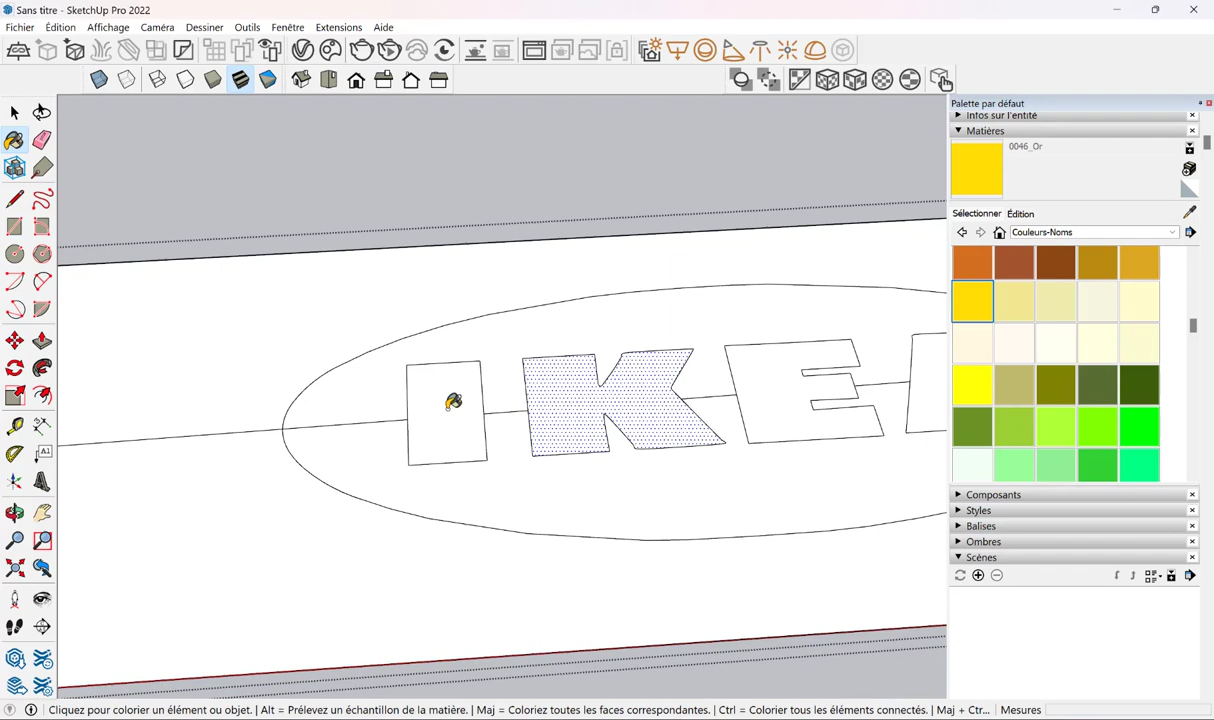 Sans titre - SketchUp Pro 2022
Fichier Édition Affichage Caméra Dessiner Outils Fenêtre Extensions Aide
Palette par défaut
Infos sur l'entité
Matières
0046_Or
Sélectionner Édition
Couleurs-Noms
IKE
A1
Composants
Styles
Balises
Ombres
Scènes
Cliquez pour colorier un élément ou objet. | Alt = Prélevez un échantillon de la matière. | Maj = Coloriez toutes les faces correspondantes. | Ctrl = Colorier tous les éléments connectés. | Maj + Ctr... Mesures